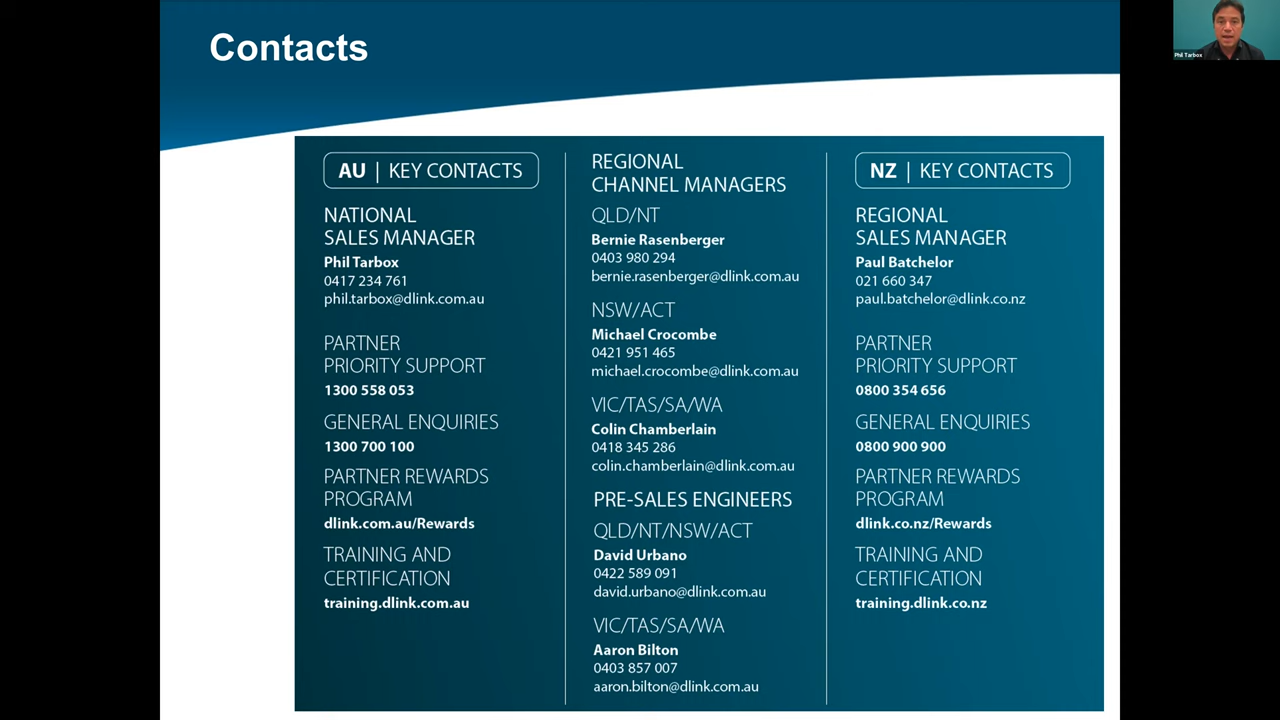 Contacts
Phil Tarbox
AU | KEY CONTACTS
NATIONAL
SALES MANAGER
Phil Tarbox
0417 234 761
phil.tarbox@dlink.com.au
PARTNER
PRIORITY SUPPORT
1300 558 053
GENERAL ENQUIRIES
1300 700 100
PARTNER REWARDS
PROGRAM
dlink.com.au/Rewards
TRAINING AND
CERTIFICATION
training.dlink.com.au
REGIONAL
CHANNEL MANAGERS
QLD/NT
Bernie Rasenberger
0403 980 294
bernie.rasenberger@dlink.com.au
NSW/ACT
Michael Crocombe
0421 951 465
michael.crocombe@dlink.com.au
VIC/TAS/SA/WA
Colin Chamberlain
0418 345 286
colin.chamberlain@dlink.com.au
PRE-SALES ENGINEERS
QLD/NT/NSW/ACT
David Urbano
0422 589 091
david.urbano@dlink.com.au
VIC/TAS/SA/WA
Aaron Bilton
0403 857 007
aaron.bilton@dlink.com.au
NZ | KEY CONTACTS
REGIONAL
SALES MANAGER
Paul Batchelor
021 660 347
paul.batchelor@dlink.co.nz
PARTNER
PRIORITY SUPPORT
0800 354 656
GENERAL ENQUIRIES
0800 900 900
PARTNER REWARDS
PROGRAM
dlink.co.nz/Rewards
TRAINING AND
CERTIFICATION
training.dlink.co.nz